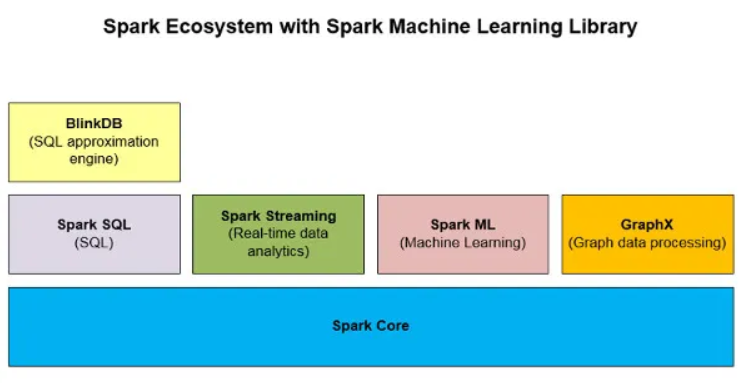 Spark Ecosystem with Spark Machine Learning Library
BlinkDB
(SQL approximation
engine)
Spark SQL
(SQL)
Spark Streaming
(Real-time data
analytics)
Spark ML
(Machine Learning)
GraphX
(Graph data processing)
Spark Core